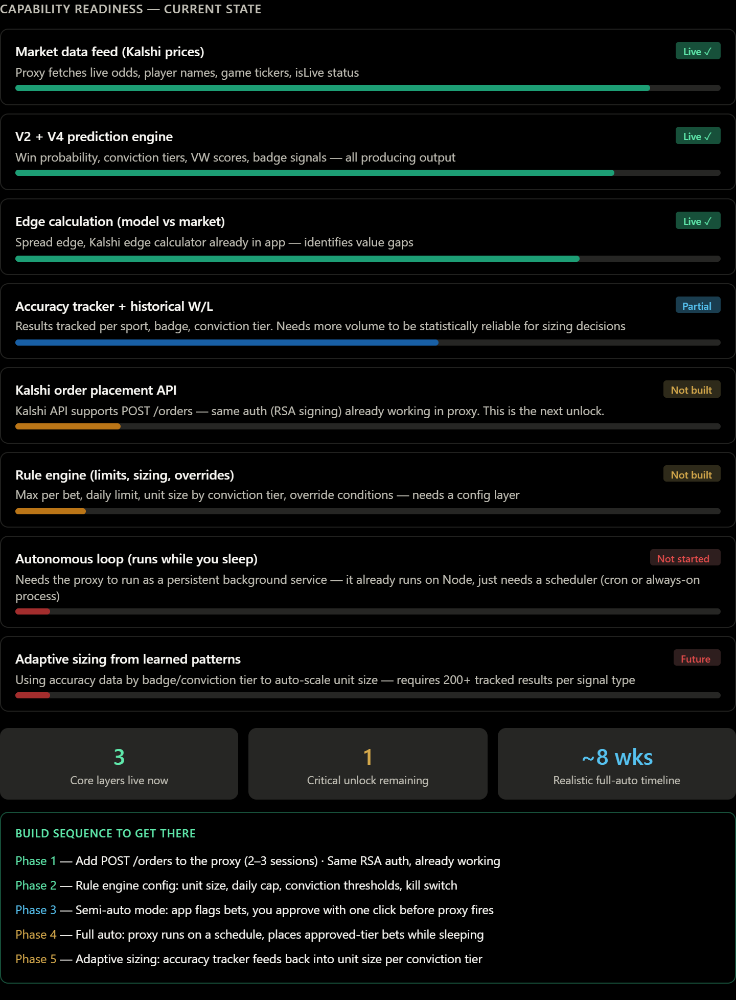 CAPABILITY READINESS — CURRENT STATE
Market data feed (Kalshi prices)
Live ✓
Proxy fetches live odds, player names, game tickers, isLive status
V2 + V4 prediction engine
Live ✓
Win probability, conviction tiers, VW scores, badge signals — all producing output
Edge calculation (model vs market)
Live ✓
Spread edge, Kalshi edge calculator already in app — identifies value gaps
Accuracy tracker + historical W/L
Partial
Results tracked per sport, badge, conviction tier. Needs more volume to be statistically reliable for sizing decisions
Kalshi order placement API
Not built
Kalshi API supports POST /orders — same auth (RSA signing) already working in proxy. This is the next unlock.
Rule engine (limits, sizing, overrides)
Not built
Max per bet, daily limit, unit size by conviction tier, override conditions — needs a config layer
Autonomous loop (runs while you sleep)
Not started
Needs the proxy to run as a persistent background service — it already runs on Node, just needs a scheduler (cron or always-on
process)
Adaptive sizing from learned patterns
Future
Using accuracy data by badge/conviction tier to auto-scale unit size — requires 200+ tracked results per signal type
3
Core layers live now
1
Critical unlock remaining
~8 wks
Realistic full-auto timeline
BUILD SEQUENCE TO GET THERE
Phase 1 — Add POST /orders to the proxy (2–3 sessions) · Same RSA auth, already working
Phase 2 — Rule engine config: unit size, daily cap, conviction thresholds, kill switch
Phase 3 — Semi-auto mode: app flags bets, you approve with one click before proxy fires
Phase 4 — Full auto: proxy runs on a schedule, places approved-tier bets while sleeping
Phase 5 — Adaptive sizing: accuracy tracker feeds back into unit size per conviction tier